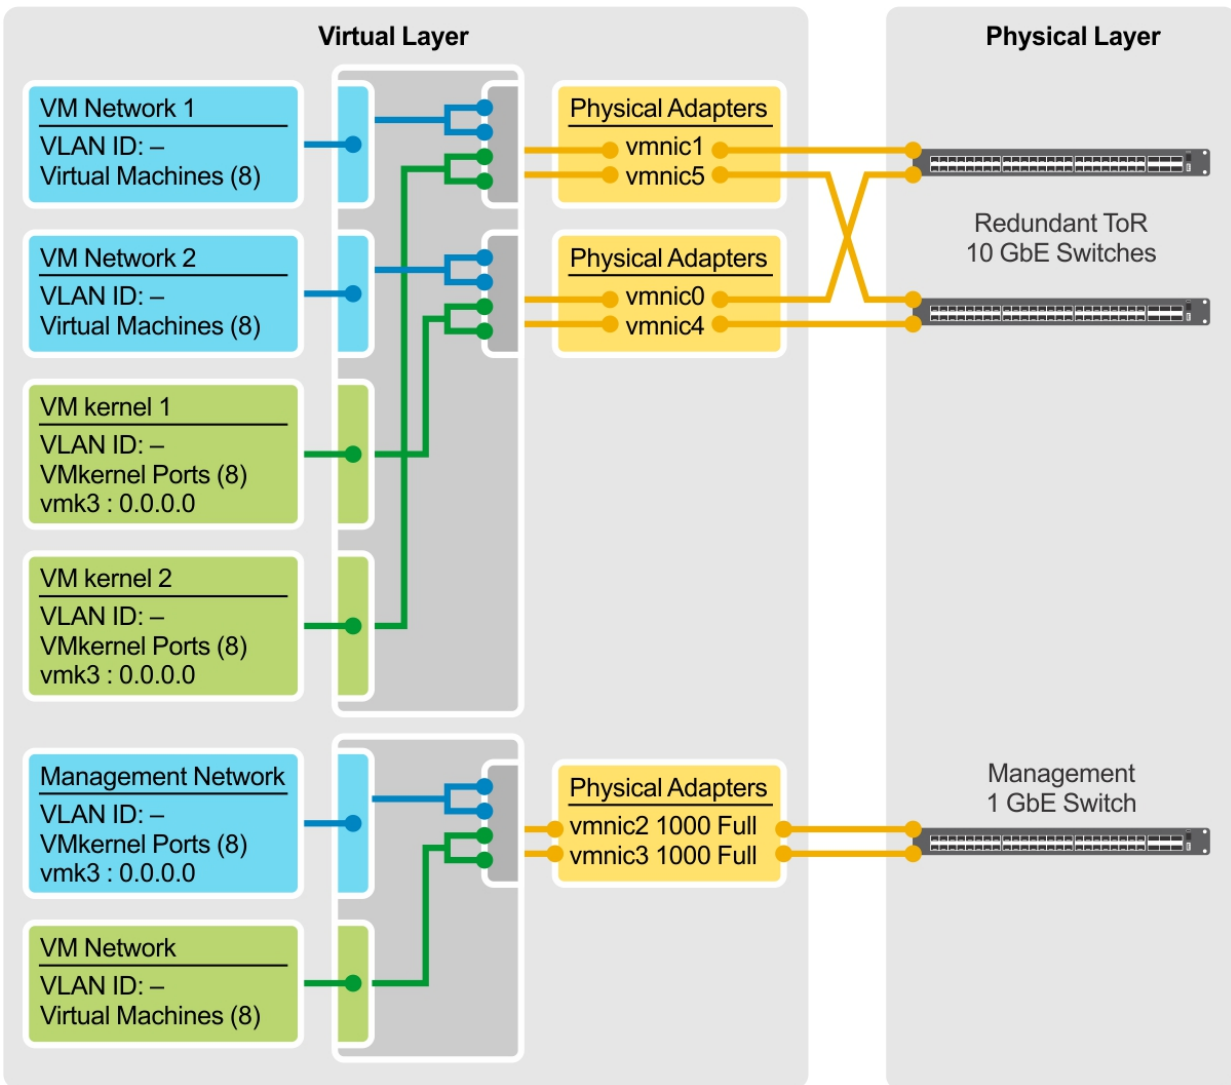 Virtual Layer
Physical Layer
VM Network 1
VLAN ID: –
Virtual Machines (8)
Physical Adapters
vmnic1
vmnic5
Redundant ToR
10 GbE Switches
VM Network 2
VLAN ID: –
Virtual Machines (8)
Physical Adapters
vmnic0
vmnic4
VM kernel 1
VLAN ID: –
VMkernel Ports (8)
vmk3 : 0.0.0.0
VM kernel 2
VLAN ID: –
VMkernel Ports (8)
vmk3 : 0.0.0.0
Management Network
VLAN ID: –
VMkernel Ports (8)
vmk3 : 0.0.0.0
Physical Adapters
vmnic2 1000 Full
vmnic3 1000 Full
Management
1 GbE Switch
VM Network
VLAN ID: –
Virtual Machines (8)